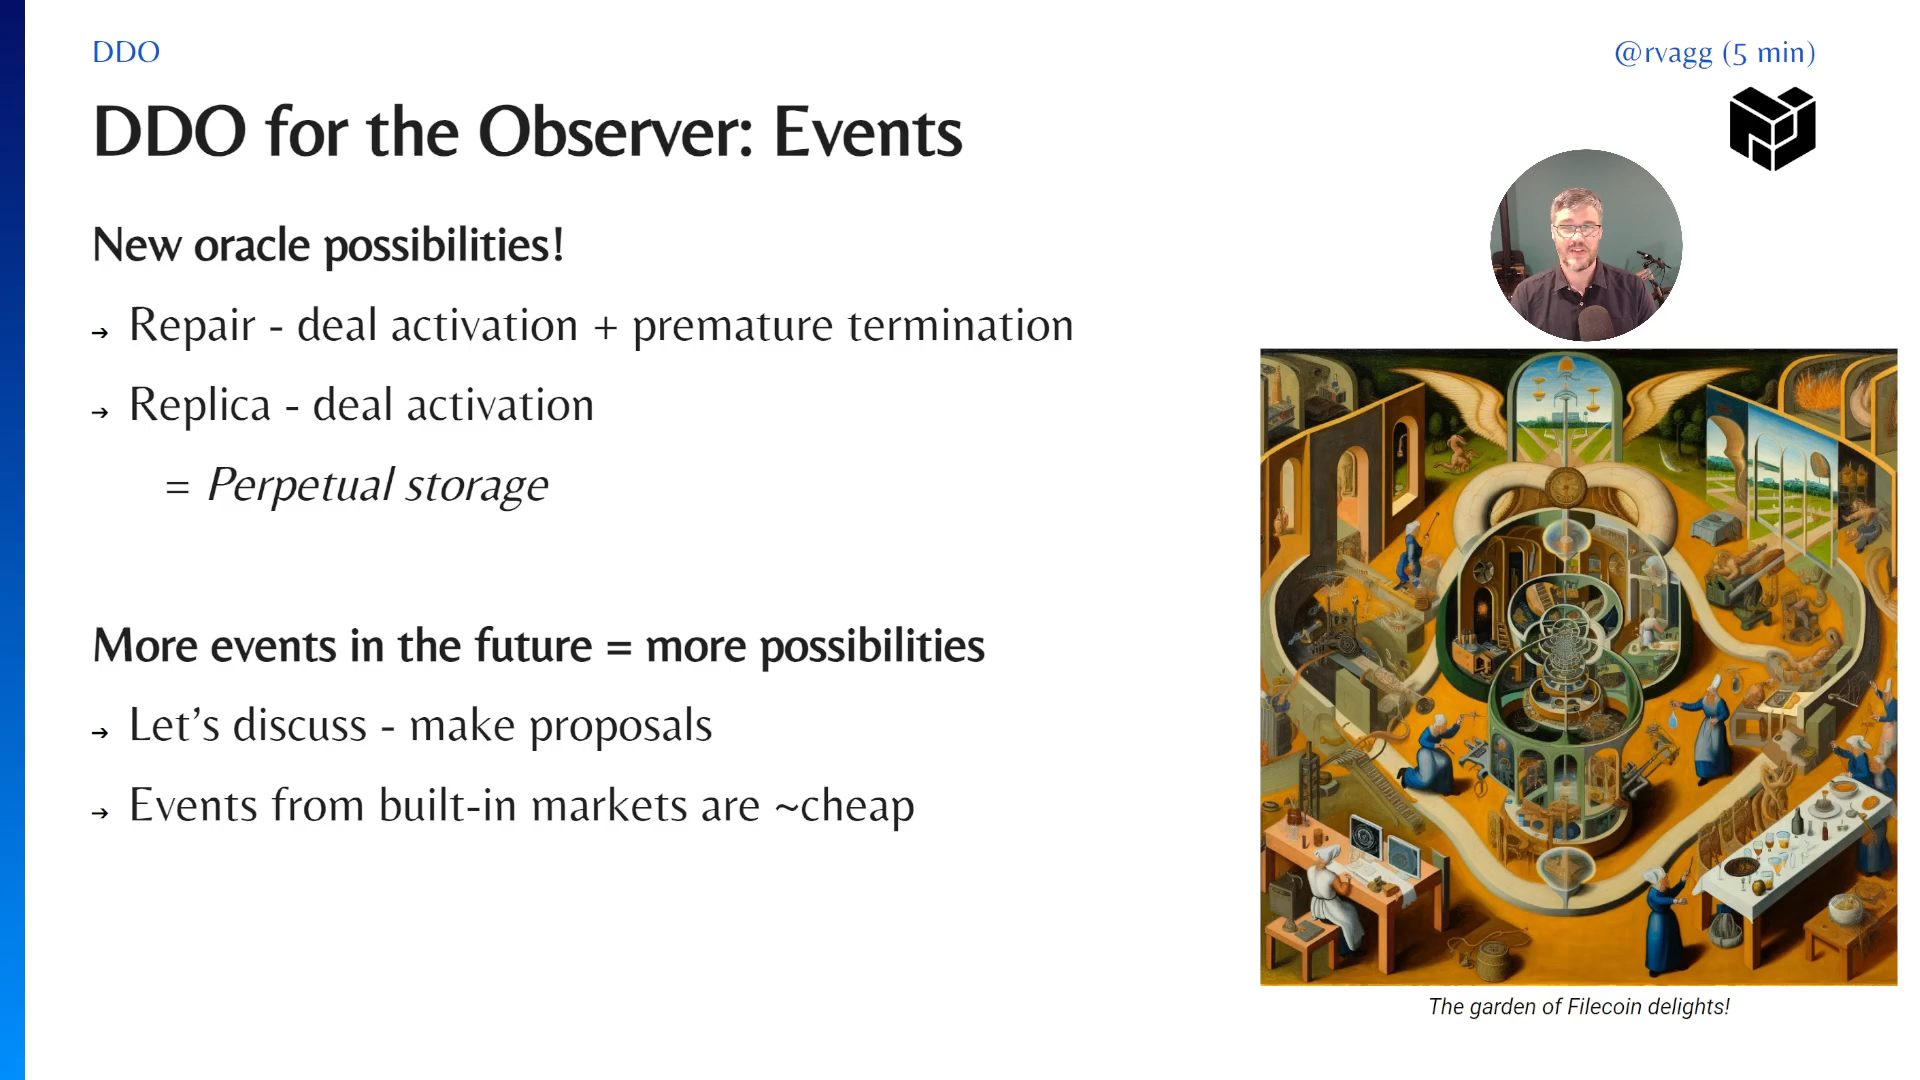 DDO
@rvagg (5 min)
DDO for the Observer: Events
New oracle possibilities!
➔ Repair - deal activation + premature termination
➔ Replica - deal activation
= Perpetual storage
More events in the future = more possibilities
➔ Let’s discuss - make proposals
➔ Events from built-in markets are ~cheap
The garden of Filecoin delights!